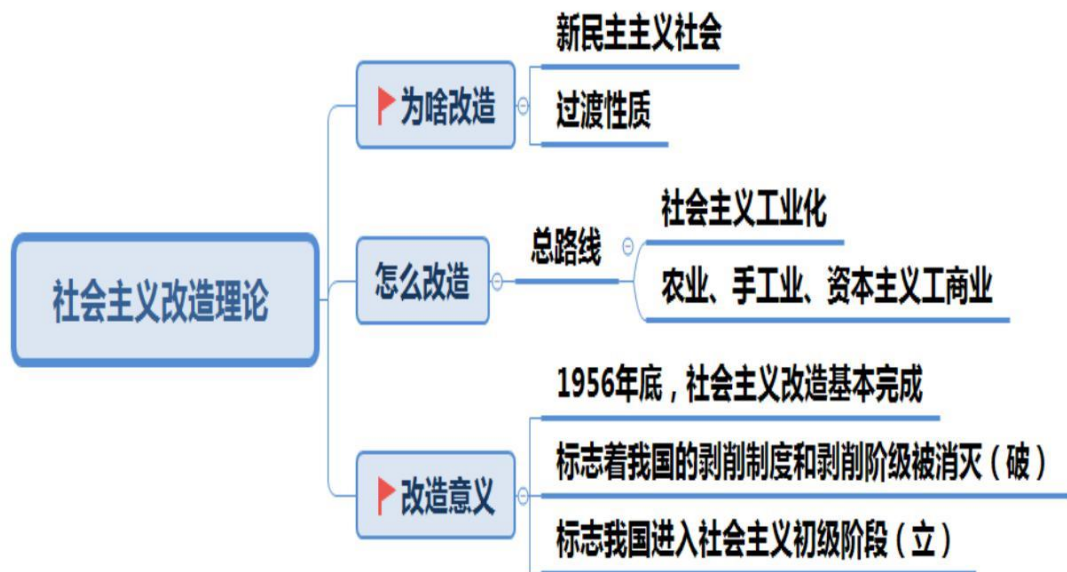 社会主义改造理论
为啥改造
新民主主义社会
过渡性质
怎么改造
总路线
社会主义工业化
农业、手工业、资本主义工商业
改造意义
1956年底，社会主义改造基本完成
标志着我国的剥削制度和剥削阶级被消灭（破）
标志我国进入社会主义初级阶段（立）